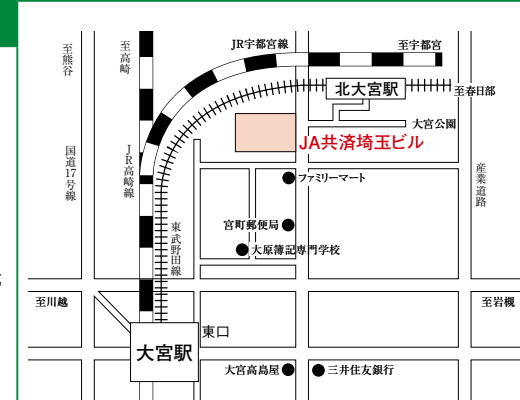 至熊谷
至高崎
JR宇都宮線
至宇都宮
北大宮駅
至春日部
大宮公園
JA共済埼玉ビル
国道17号線
JR高崎線
産業道路
ファミリーマート
宮町郵便局
東武野田線
大原簿記専門学校
至川越
至岩槻
東口
大宮駅
大宮高島屋
三井住友銀行